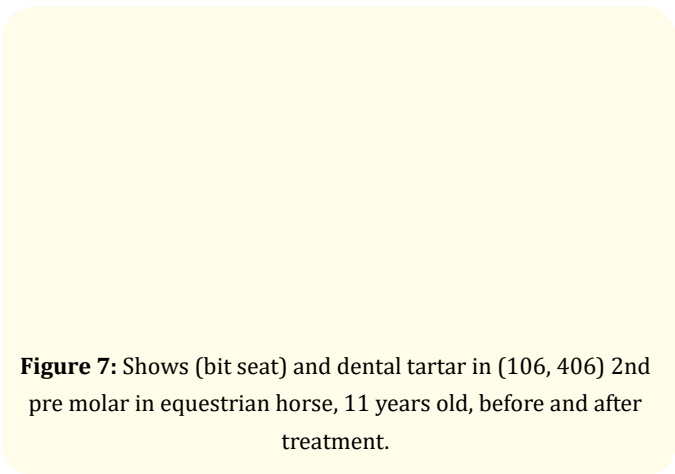 Figure 7: Shows (bit seat) and dental tartar in (106, 406) 2nd
pre molar in equestrian horse, 11 years old, before and after
treatment.